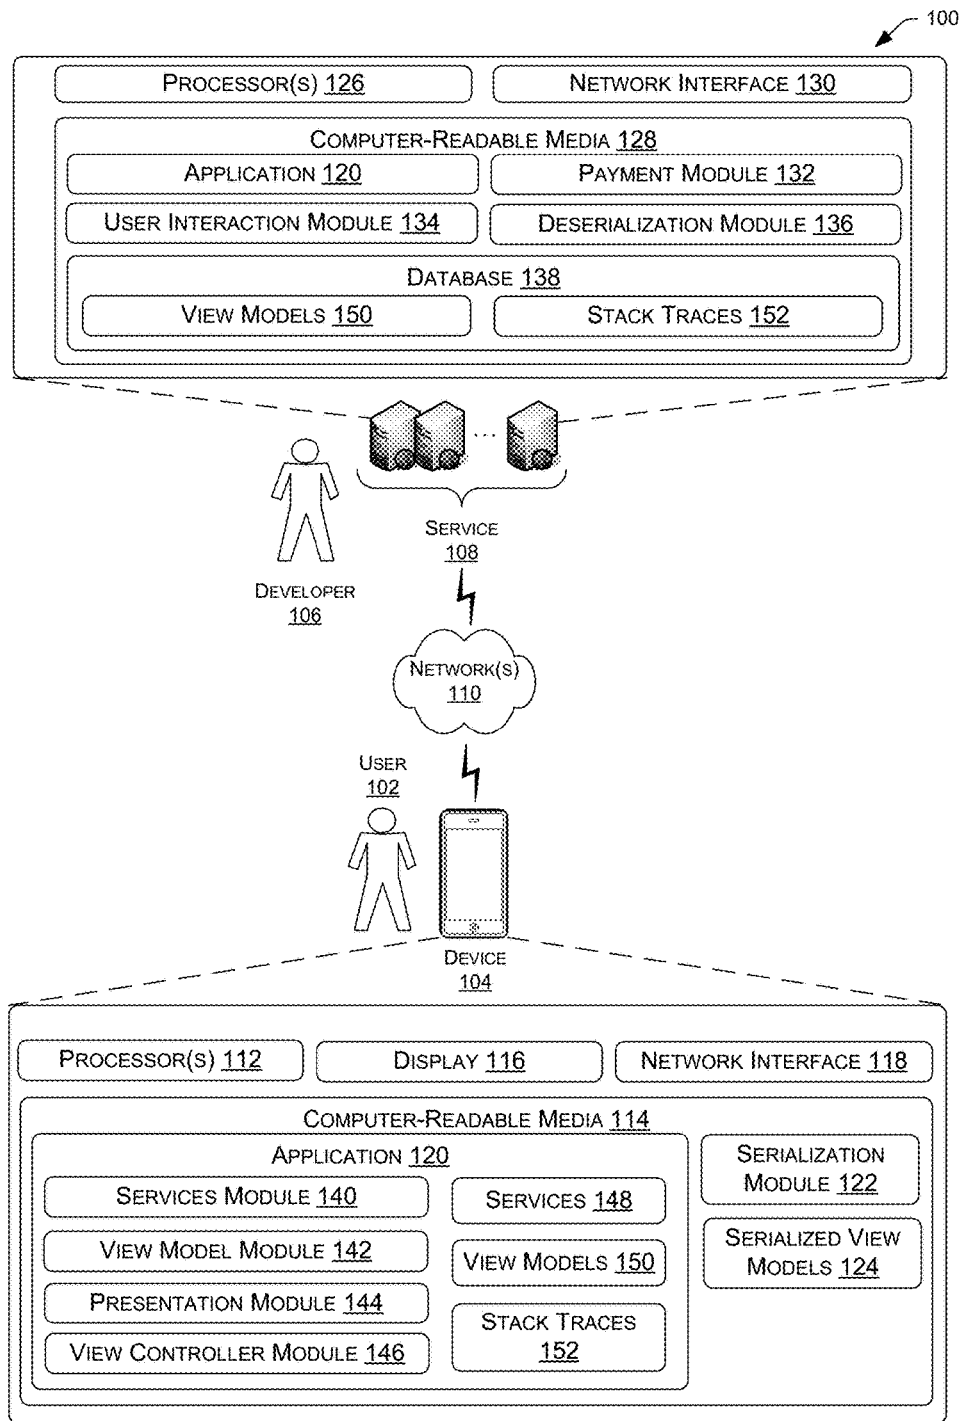 100
PROCESSOR(S) 126
NETWORK INTERFACE 130
COMPUTER-READABLE MEDIA 128
APPLICATION 120
PAYMENT MODULE 132
USER INTERACTION MODULE 134
DESERIALIZATION MODULE 136
DATABASE 138
VIEW MODELS 150
STACK TRACES 152
...
SERVICE
108
DEVELOPER
106
NETWORK(S)
110
USER
102
DEVICE
104
PROCESSOR(S) 112
DISPLAY 116
NETWORK INTERFACE 118
COMPUTER-READABLE MEDIA 114
APPLICATION 120
SERVICES MODULE 140
VIEW MODEL MODULE 142
PRESENTATION MODULE 144
VIEW CONTROLLER MODULE 146
SERVICES 148
VIEW MODELS 150
STACK TRACES
152
SERIALIZATION
MODULE 122
SERIALIZED VIEW
MODELS 124